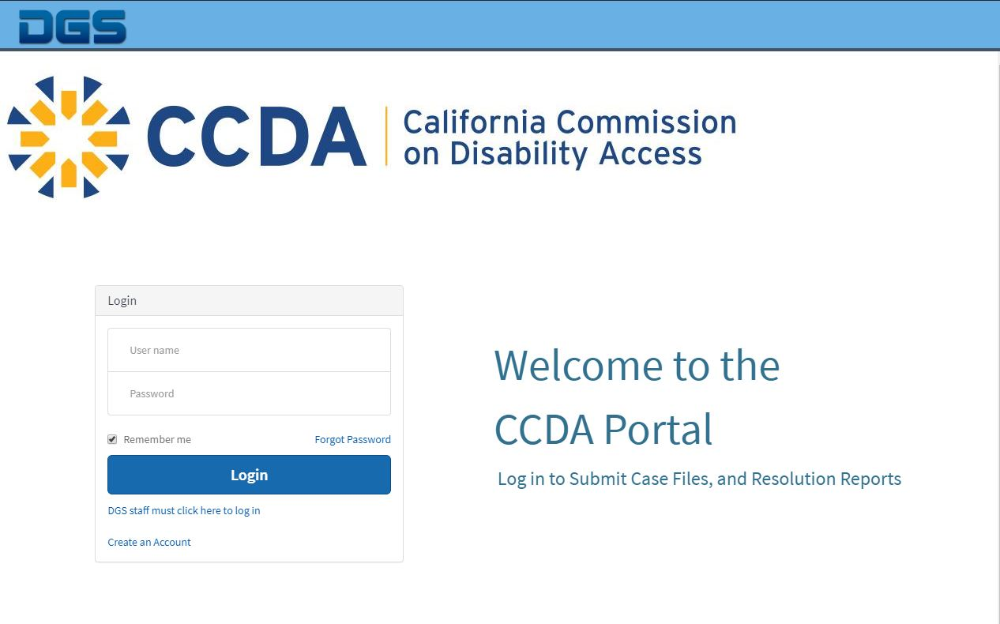 DGS
CCDA
California Commission
on Disability Access
Login
User name
Password
Remember me
Forgot Password
Login
DGS staff must click here to log in
Create an Account
Welcome to the
CCDA Portal
Log in to Submit Case Files, and Resolution Reports